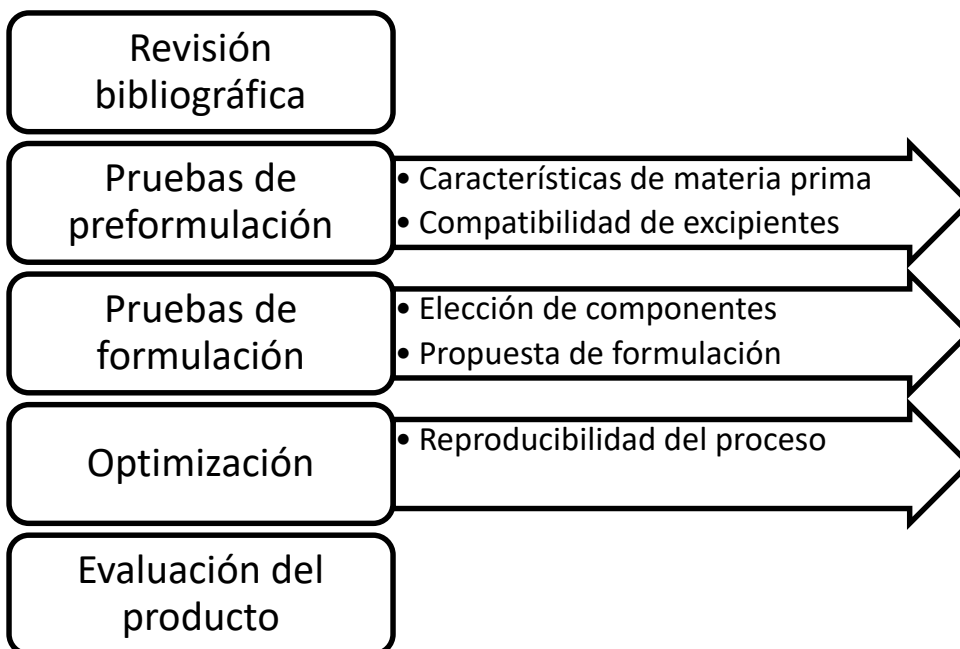 Revisión
bibliográfica
Pruebas de
preformulación
• Características de materia prima
• Compatibilidad de excipientes
Pruebas de
formulación
• Elección de componentes
• Propuesta de formulación
Optimización
• Reproducibilidad del proceso
Evaluación del
producto